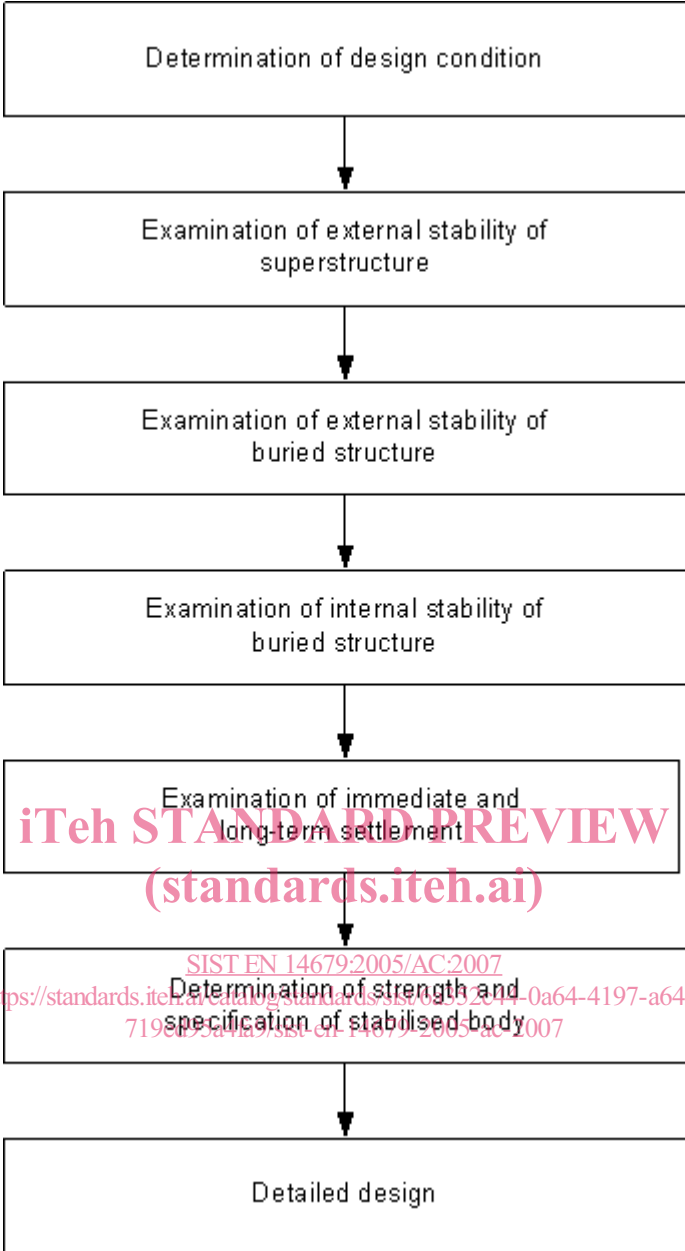 Determination of design condition
Examination of external stability of
superstructure
Examination of external stability of
buried structure
Examination of internal stability of
buried structure
Examination of immediate and
long-term settlement
iTeh STANDARD PREVIEW
(standards.iteh.ai)
SIST EN 14679:2005/AC:2007
Determination of strength and
specification of stabilised body
Detailed design